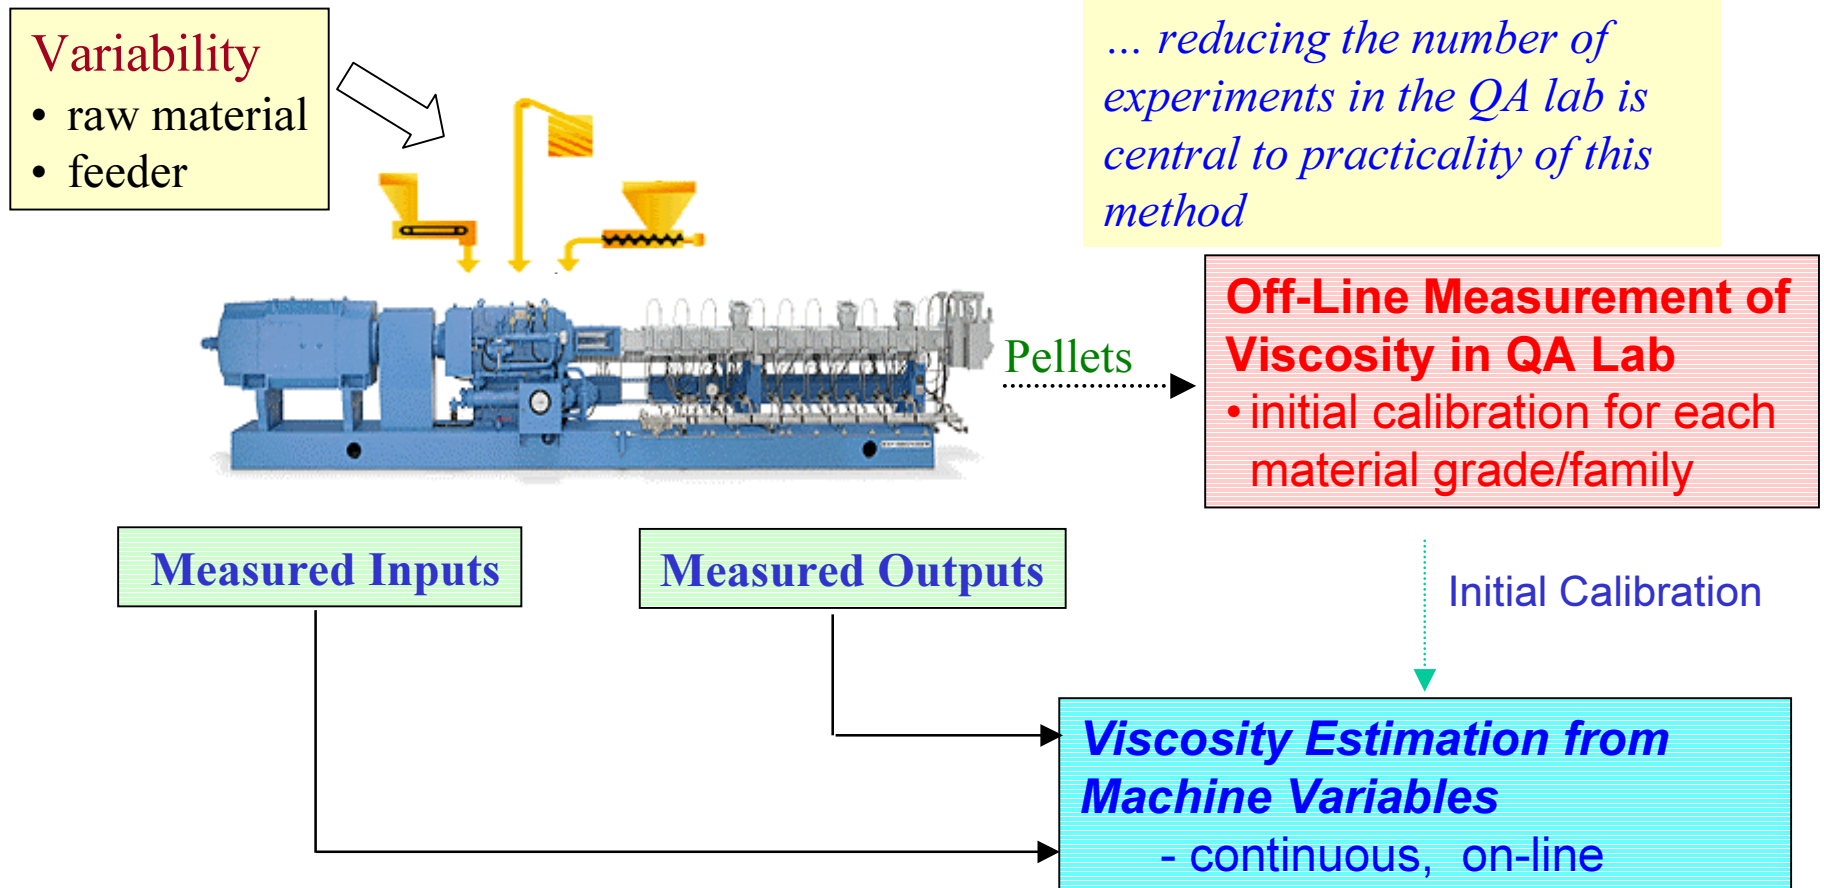 Variability
• raw material
• feeder
... reducing the number of
experiments in the QA lab is
central to practicality of this
method
Pellets
Off-Line Measurement of
Viscosity in QA Lab
• initial calibration for each
material grade/family
Measured Inputs
Measured Outputs
Initial Calibration
Viscosity Estimation from
Machine Variables
- continuous, on-line